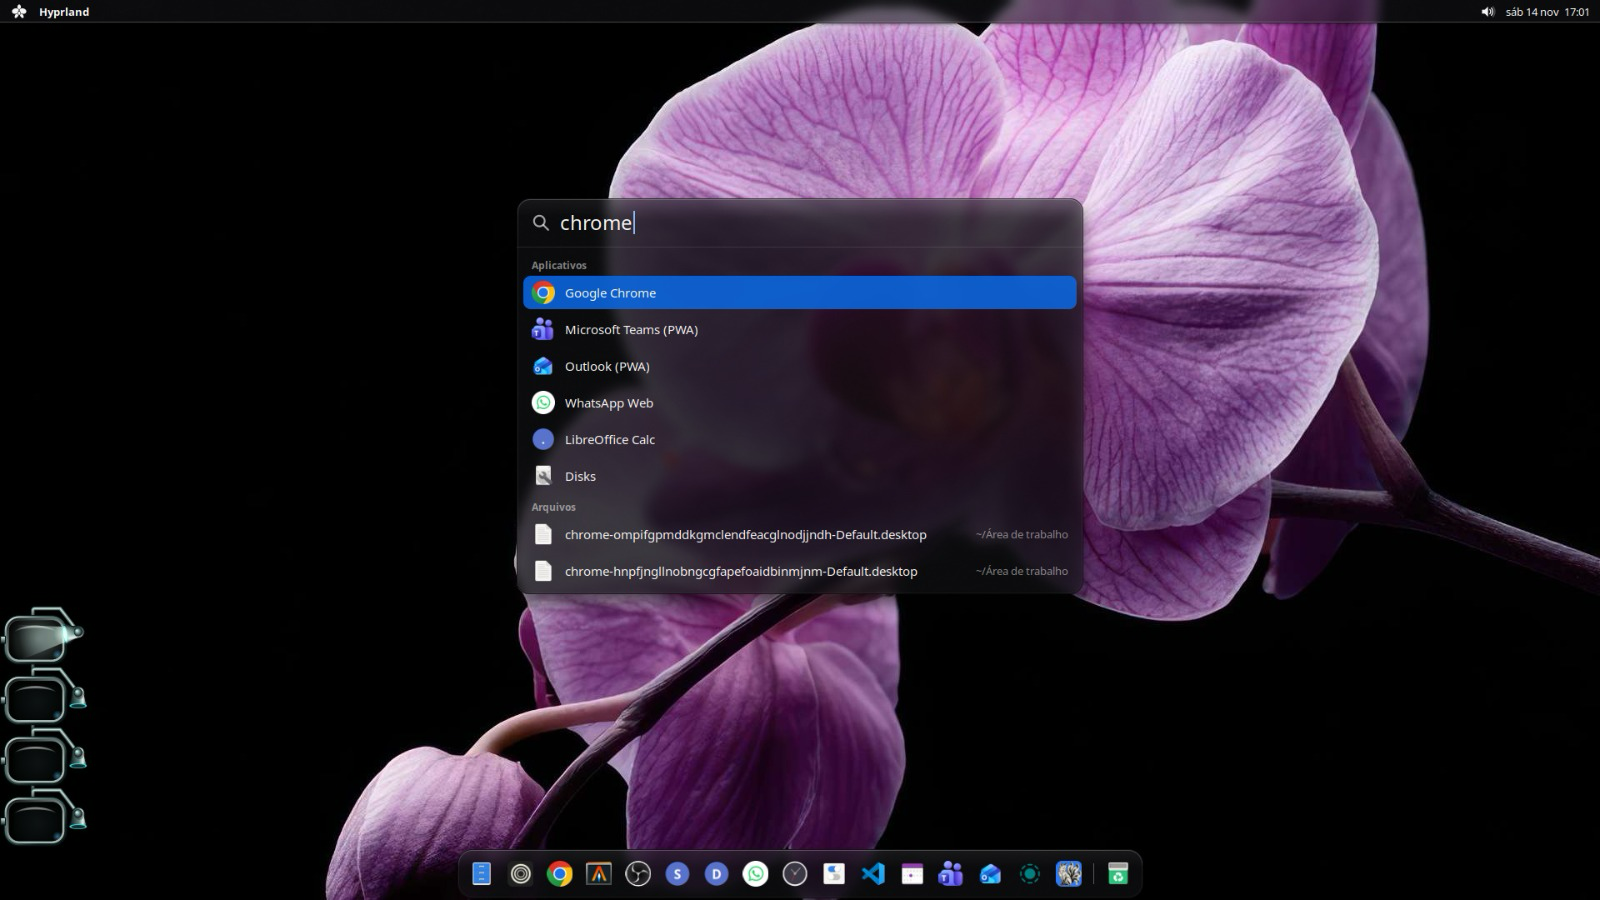 Hyprland
sáb 14 nov 17:01
chrome
Aplicativos
Google Chrome
Microsoft Teams (PWA)
Outlook (PWA)
WhatsApp Web
LibreOffice Calc
Disks
Arquivos
chrome-ompifgpmddkgmclendfeacglnodjjndh-Default.desktop ~/Área de trabalho
chrome-hnpfjngllnobngcgfapefoaidbinmjnm-Default.desktop ~/Área de trabalho
S D